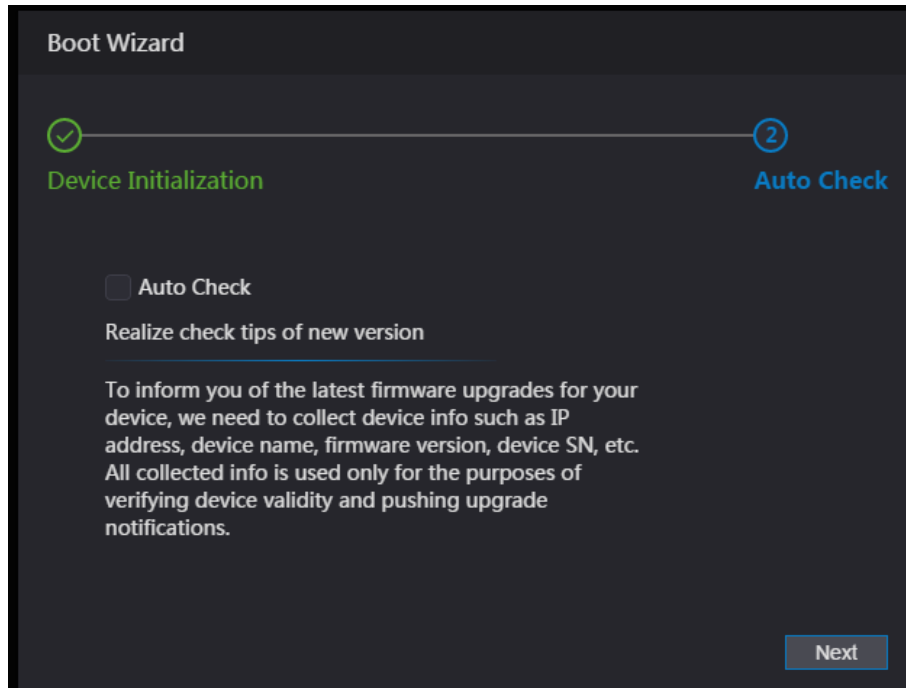 Boot Wizard
2
Device Initialization
Auto Check
Auto Check
Realize check tips of new version
To inform you of the latest firmware upgrades for your
device, we need to collect device info such as IP
address, device name, firmware version, device SN, etc.
All collected info is used only for the purposes of
verifying device validity and pushing upgrade
notifications.
Next